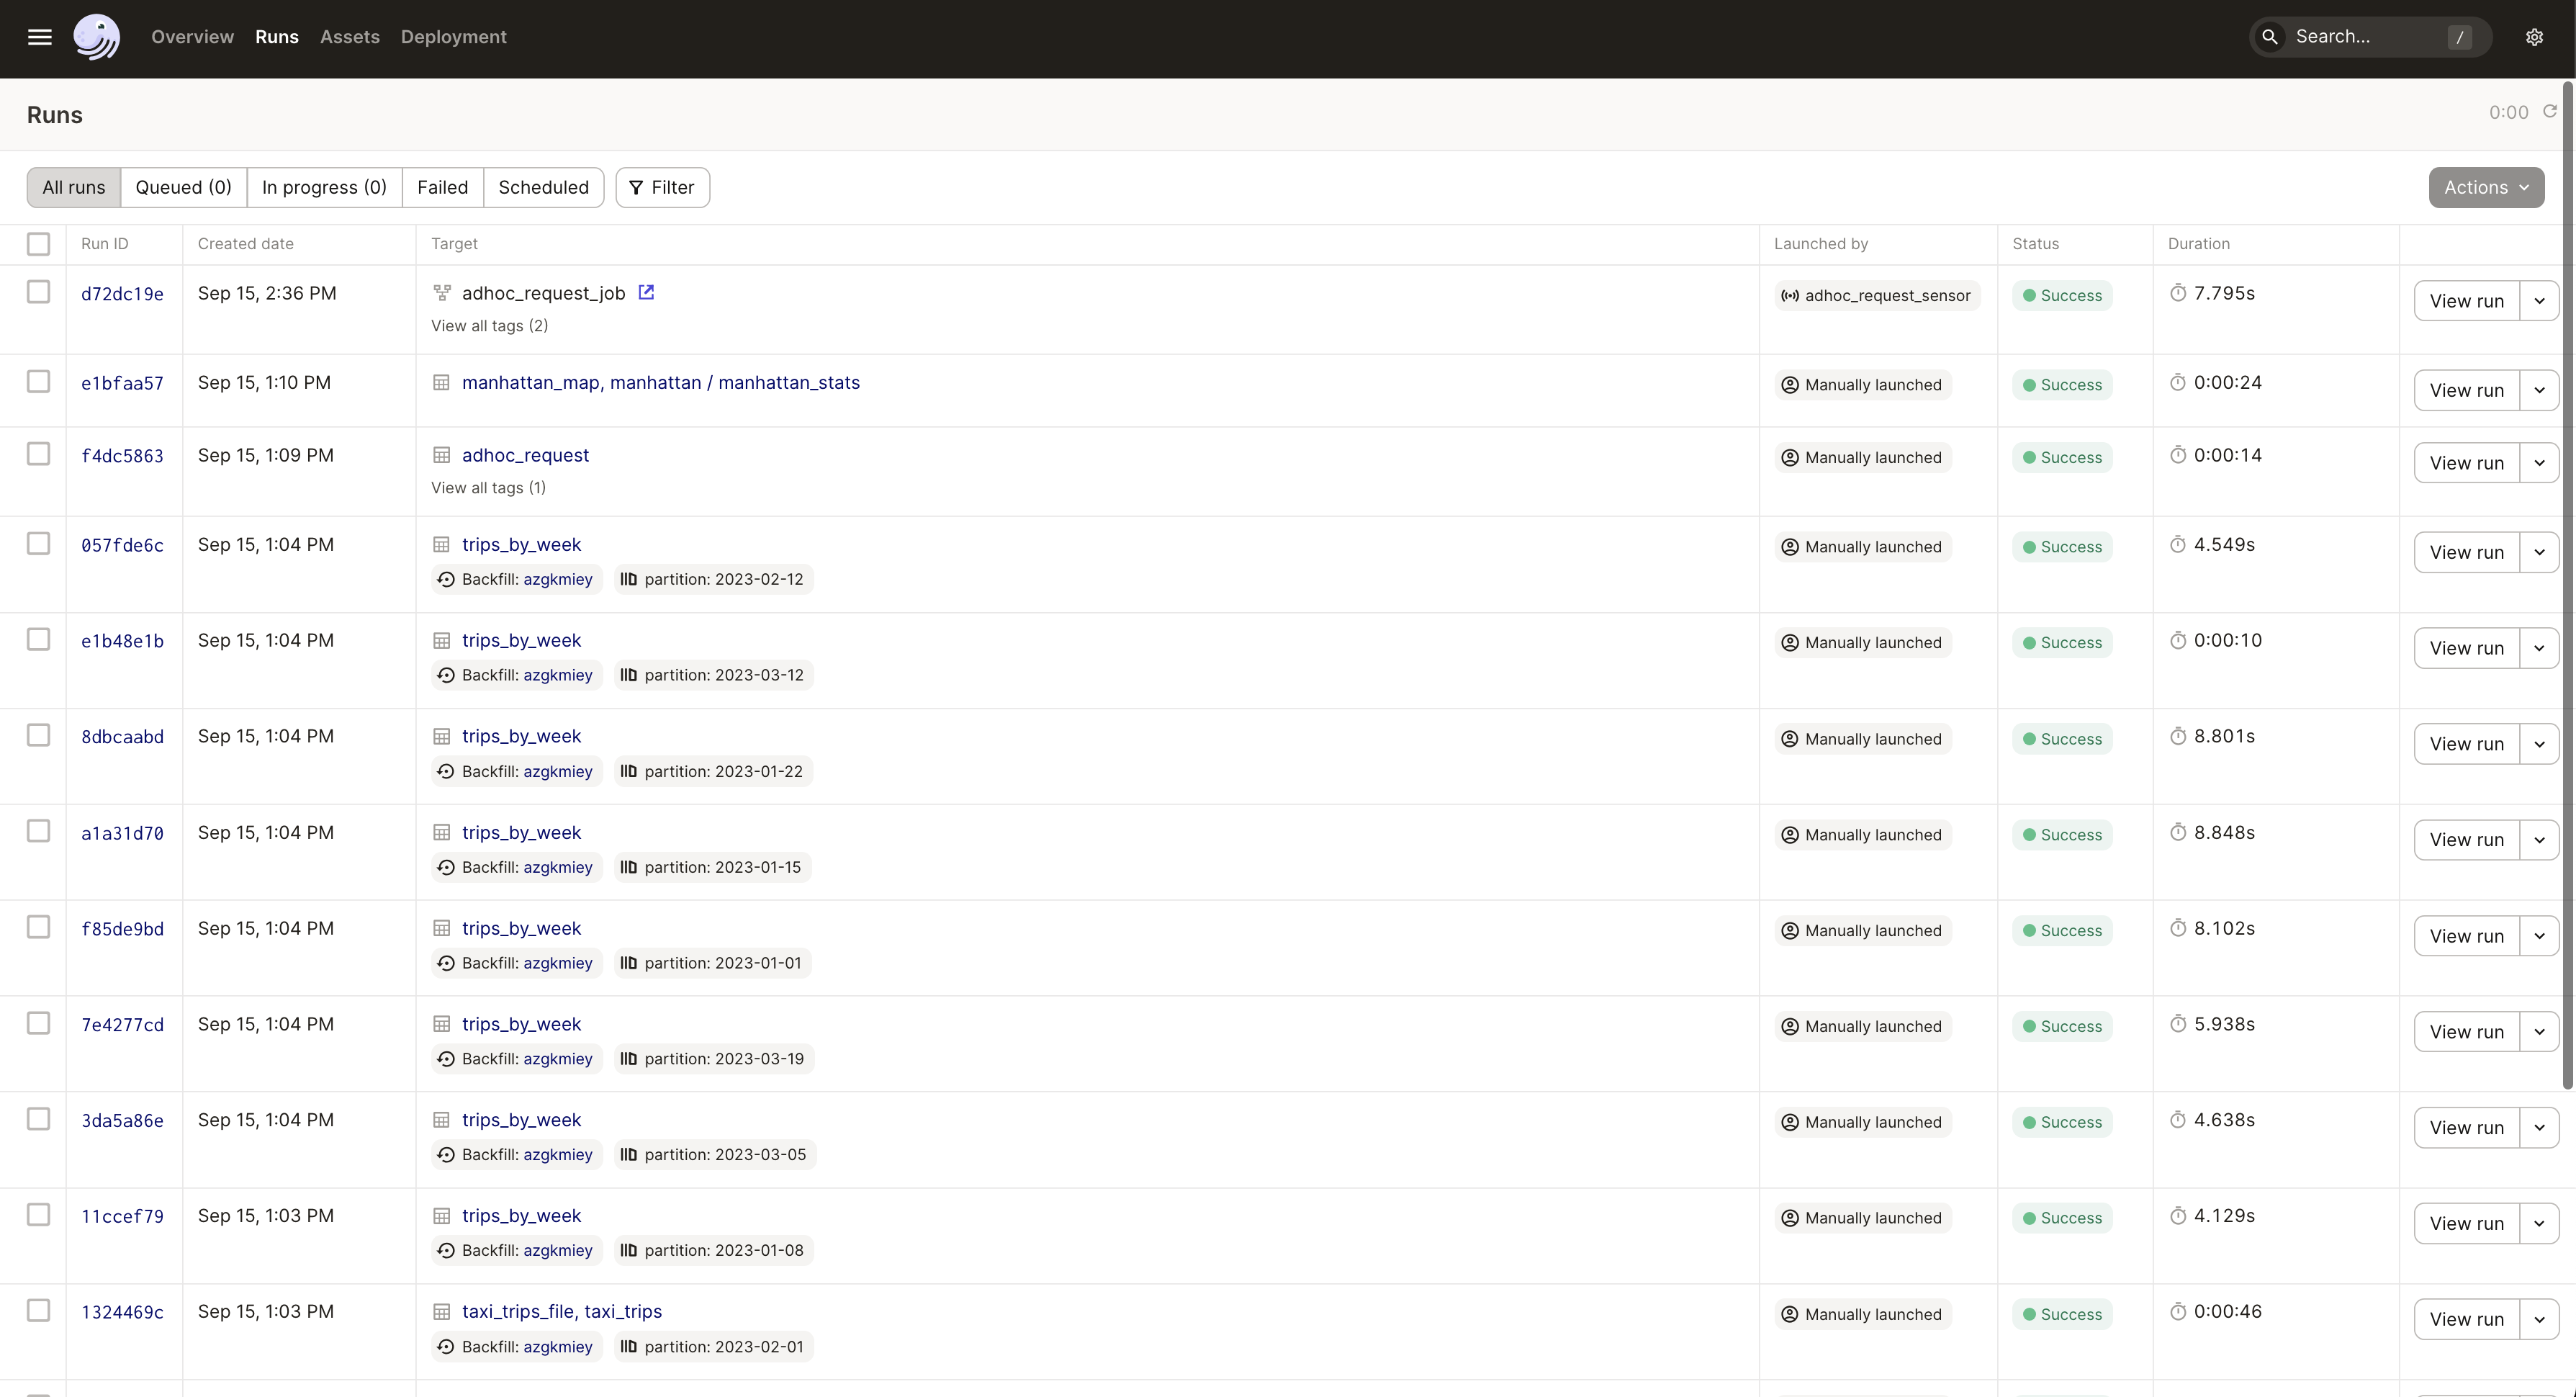 Overview Runs Assets Deployment Search... /
Runs 0:00
All runs Queued (0) In progress (0) Failed Scheduled Filter Actions
Run ID Created date Target Launched by Status Duration
d72dc19e Sep 15, 2:36 PM adhoc_request_job adhoc_request_sensor Success 7.795s View run
View all tags (2)
e1bfaa57 Sep 15, 1:10 PM manhattan_map, manhattan / manhattan_stats Manually launched Success 0:00:24 View run
f4dc5863 Sep 15, 1:09 PM adhoc_request Manually launched Success 0:00:14 View run
View all tags (1)
057fde6c Sep 15, 1:04 PM trips_by_week Manually launched Success 4.549s View run
Backfill: azgkmiey partition: 2023-02-12
e1b48e1b Sep 15, 1:04 PM trips_by_week Manually launched Success 0:00:10 View run
Backfill: azgkmiey partition: 2023-03-12
8dbcaabd Sep 15, 1:04 PM trips_by_week Manually launched Success 8.801s View run
Backfill: azgkmiey partition: 2023-01-22
a1a31d70 Sep 15, 1:04 PM trips_by_week Manually launched Success 8.848s View run
Backfill: azgkmiey partition: 2023-01-15
f85de9bd Sep 15, 1:04 PM trips_by_week Manually launched Success 8.102s View run
Backfill: azgkmiey partition: 2023-01-01
7e4277cd Sep 15, 1:04 PM trips_by_week Manually launched Success 5.938s View run
Backfill: azgkmiey partition: 2023-03-19
3da5a86e Sep 15, 1:04 PM trips_by_week Manually launched Success 4.638s View run
Backfill: azgkmiey partition: 2023-03-05
11ccef79 Sep 15, 1:03 PM trips_by_week Manually launched Success 4.129s View run
Backfill: azgkmiey partition: 2023-01-08
1324469c Sep 15, 1:03 PM taxi_trips_file, taxi_trips Manually launched Success 0:00:46 View run
Backfill: azgkmiey partition: 2023-02-01